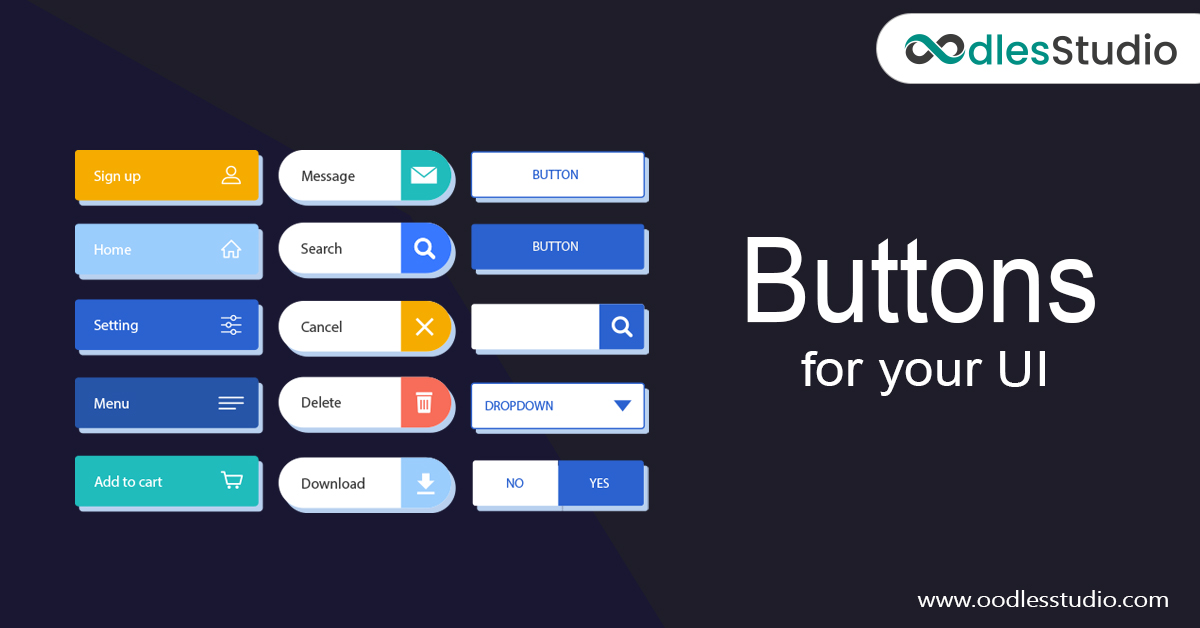 oodlesStudio
Sign up
Message
BUTTON
Home
Search
BUTTON
Setting
Cancel
Menu
Delete
DROPDOWN
Add to cart
Download
NO
YES
Buttons
for your UI
www.oodlesstudio.com